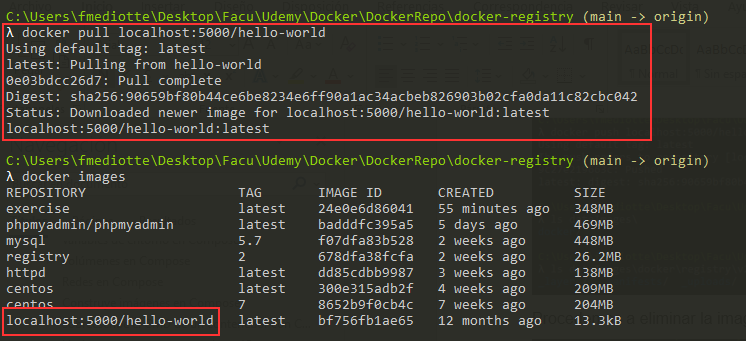 C:\Users\fmediotte\Desktop\Facu\Udemy\Docker\DockerRepo\docker-registry (main -> origin)
λ docker pull localhost:5000/hello-world
Using default tag: latest
latest: Pulling from hello-world
0e03bdcc26d7: Pull complete
Digest: sha256:90659bf80b44ce6be8234e6ff90a1ac34acbeb826903b02cfa0da11c82cbc042
Status: Downloaded newer image for localhost:5000/hello-world:latest
localhost:5000/hello-world:latest
C:\Users\fmediotte\Desktop\Facu\Udemy\Docker\DockerRepo\docker-registry (main -> origin)
λ docker images
REPOSITORY TAG IMAGE ID CREATED SIZE
exercise latest 24e0e6d86041 55 minutes ago 348MB
phpmyadmin/phpmyadmin latest badddfc395a5 5 days ago 469MB
mysql 5.7 f07dfa83b528 2 weeks ago 448MB
registry 2 678dfa38fcfa 2 weeks ago 26.2MB
httpd latest dd85cdbb9987 3 weeks ago 138MB
centos latest 300e315adb2f 4 weeks ago 209MB
centos 7 8652b9f0cb4c 7 weeks ago 204MB
localhost:5000/hello-world latest bf756fb1ae65 12 months ago 13.3kB